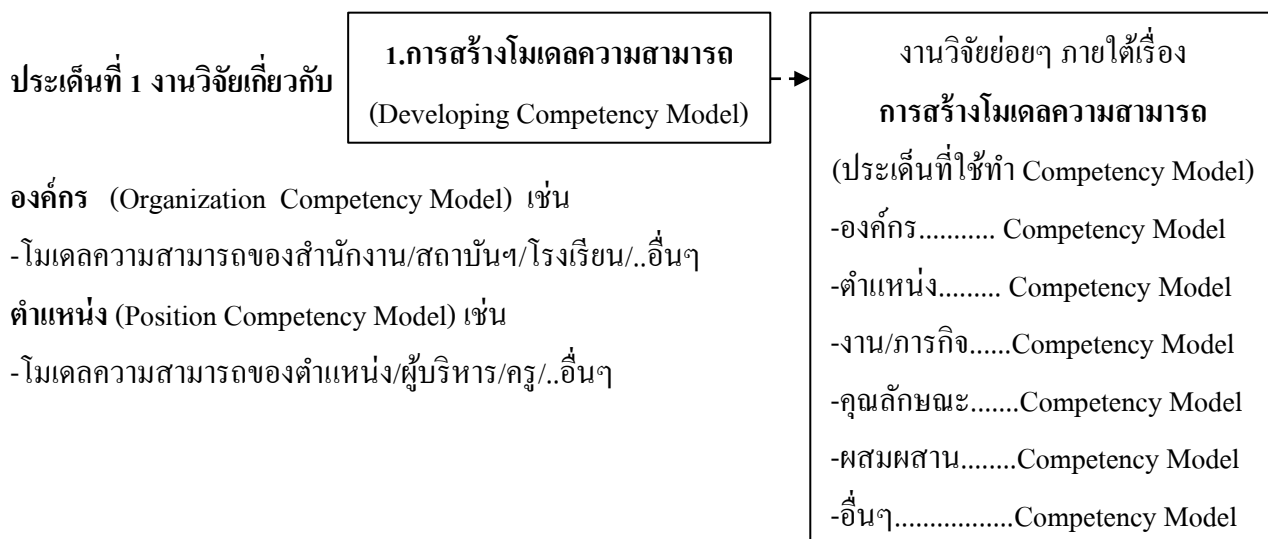 ประเด็นที่ 1 งานวิจัยเกี่ยวกับ
1.การสร้างโมเดลความสามารถ
(Developing Competency Model)
องค์กร (Organization Competency Model) เช่น
-โมเดลความสามารถของสำนักงาน/สถาบันฯ/โรงเรียน/..อื่นๆ
ตำแหน่ง (Position Competency Model) เช่น
-โมเดลความสามารถของตำแหน่ง/ผู้บริหาร/ครู/..อื่นๆ
งานวิจัยย่อยๆ ภายใต้เรื่อง
การสร้างโมเดลความสามารถ
(ประเด็นที่ใช้ทำ Competency Model)
-องค์กร........... Competency Model
-ตำแหน่ง......... Competency Model
-งาน/ภารกิจ......Competency Model
-คุณลักษณะ.......Competency Model
-ผสมผสาน........Competency Model
-อื่นๆ.................Competency Model